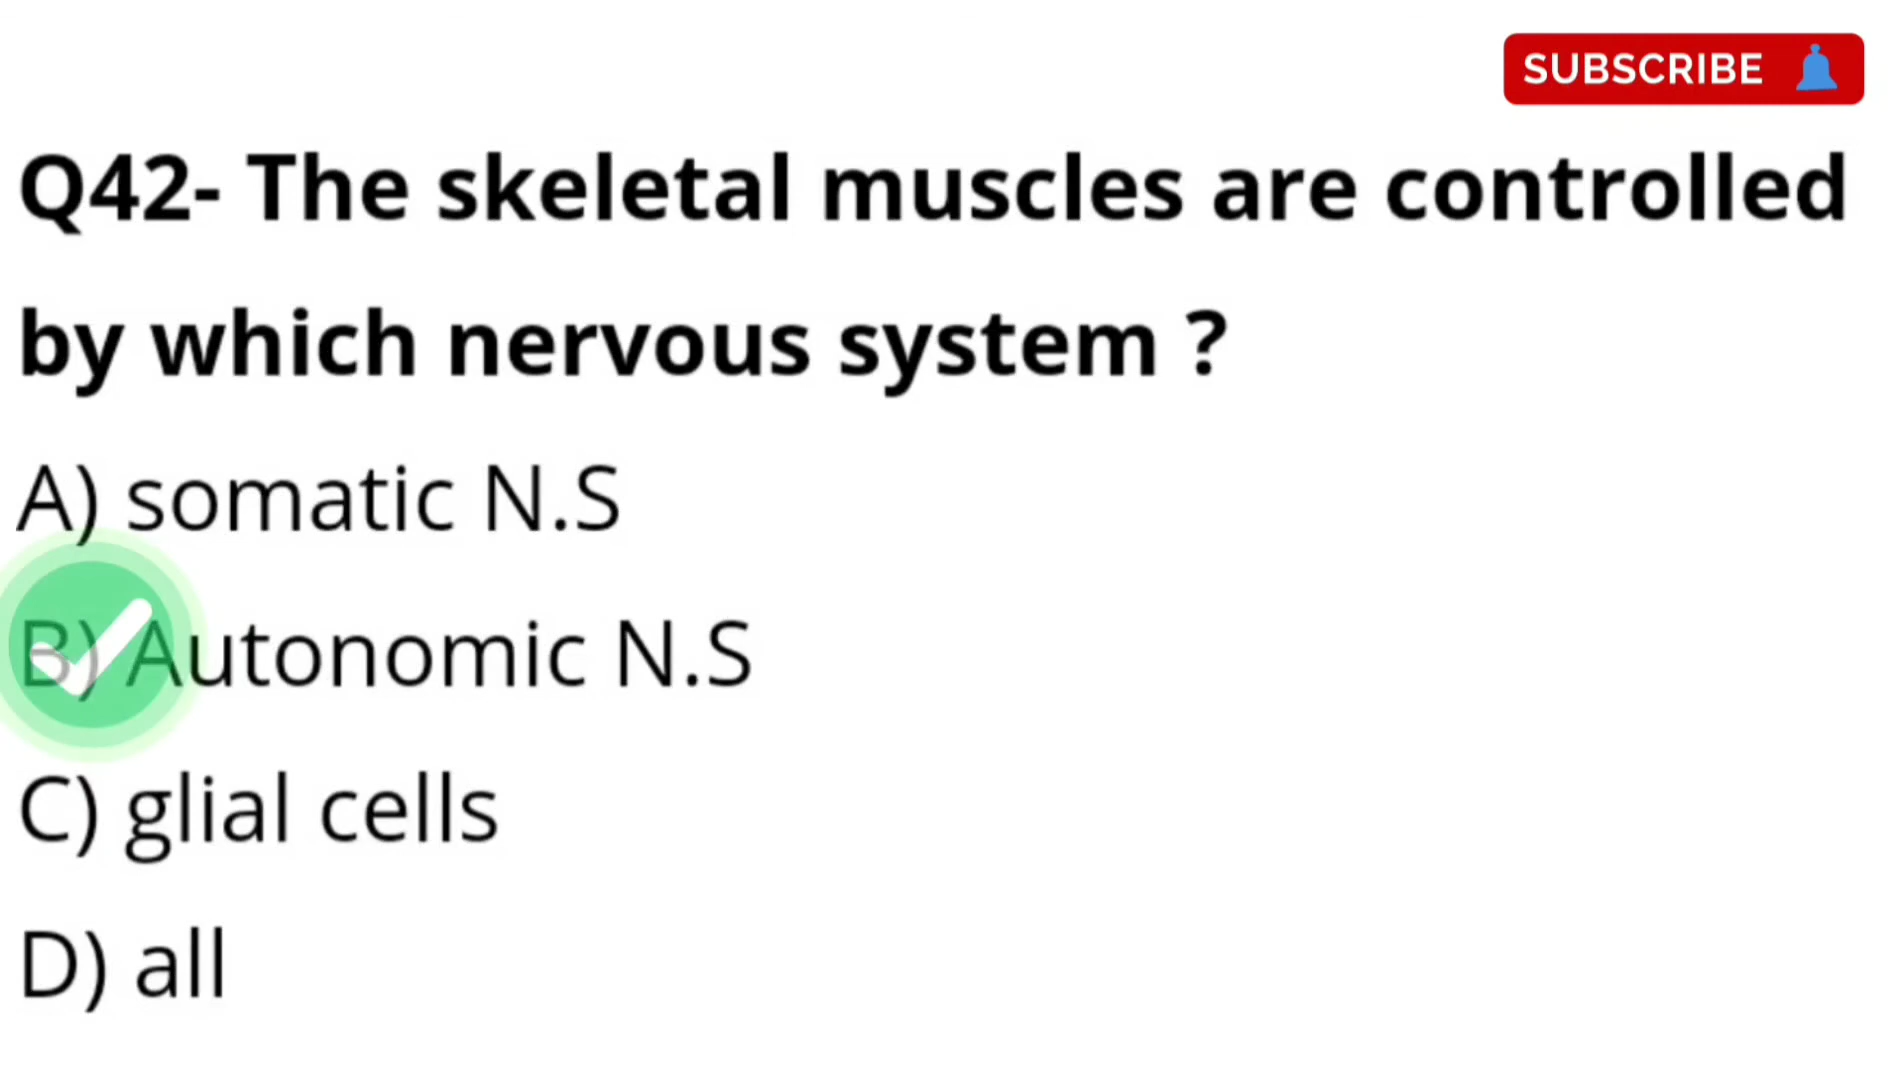 SUBSCRIBE
Q42- The skeletal muscles are controlled
by which nervous system ?
A) somatic N.S
B) Autonomic N.S
C) glial cells
D) all